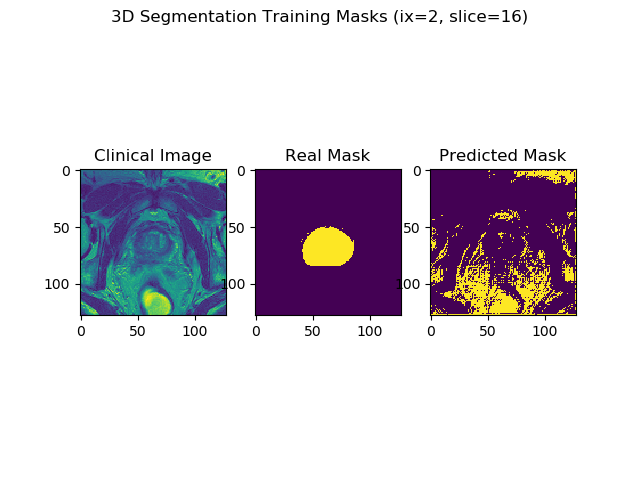 3D Segmentation Training Masks (ix=2, slice=16)
Clinical Image Real Mask Predicted Mask
0 0 0
50 50 50
100 100 100
0 100 0 50 100 0 50 100